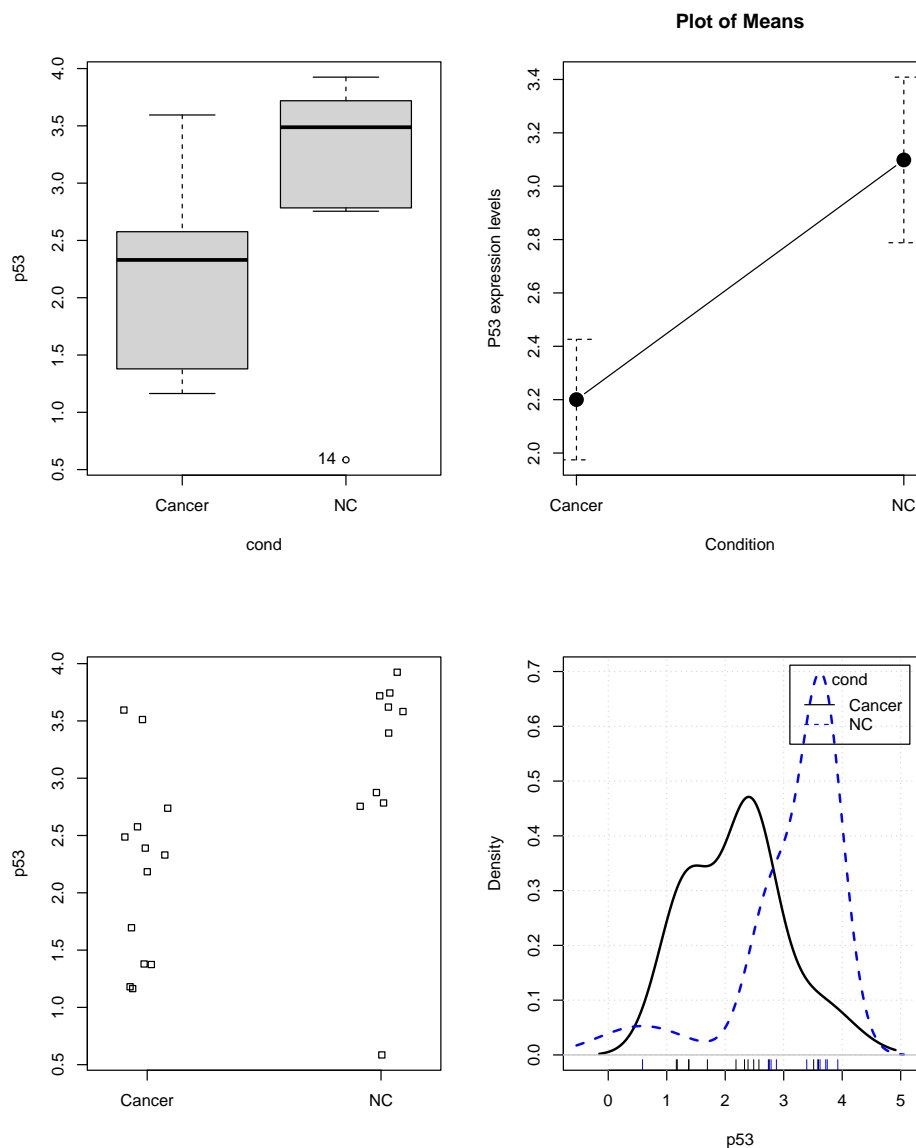 Plot of Means
p53
0.5 1.0 1.5 2.0 2.5 3.0 3.5 4.0
14
Cancer NC
cond
P53 expression levels
2.0 2.2 2.4 2.6 2.8 3.0 3.2 3.4
Cancer NC
Condition
p53
0.5 1.0 1.5 2.0 2.5 3.0 3.5 4.0
Cancer NC
Density
0.0 0.1 0.2 0.3 0.4 0.5 0.6 0.7
cond
Cancer
NC
0 1 2 3 4 5
p53